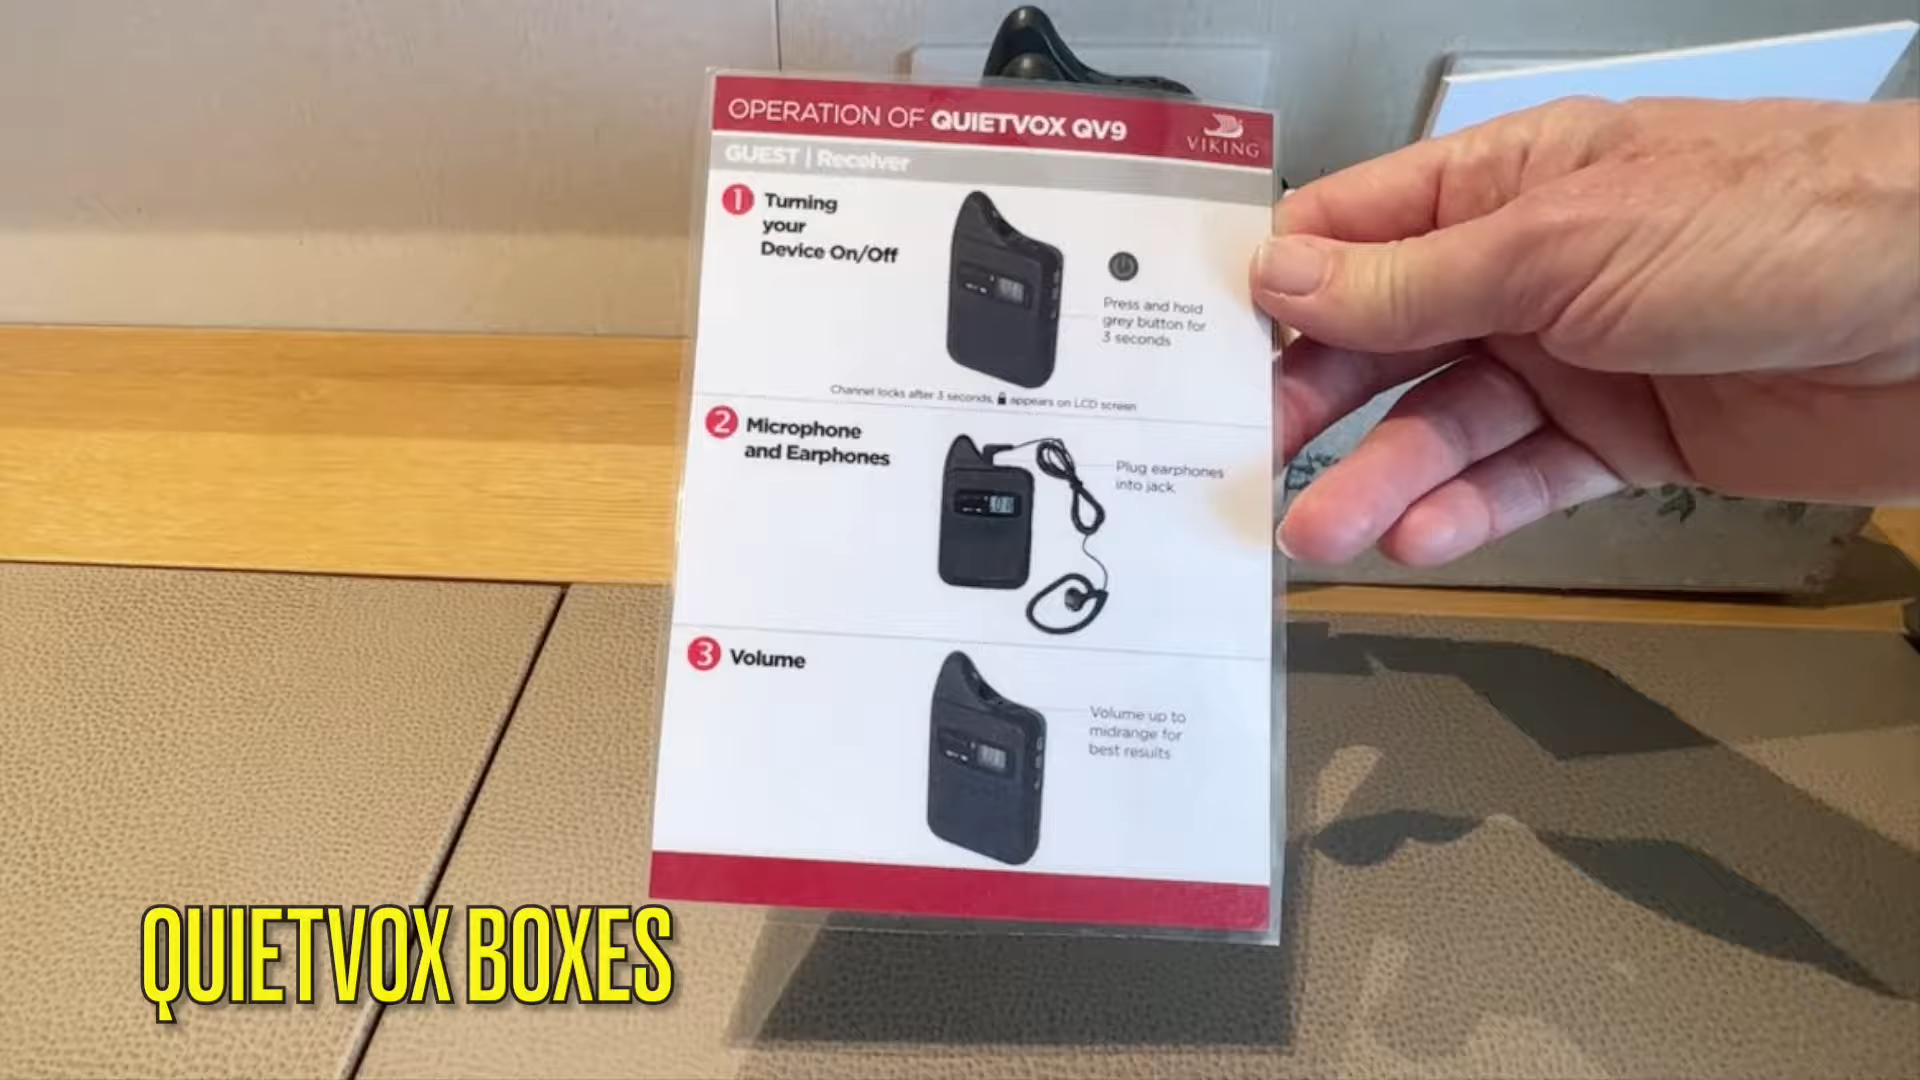 OPERATION OF QUIETVOX QV9
VIKING
GUEST | Receiver
1 Turning
your
Device On/Off
Press and hold
grey button for
3 seconds
Channel locks after 3 seconds, appears on LCD screen
2 Microphone
and Earphones
Plug earphones
into jack
3 Volume
Volume up to
midrange for
best results
QUIETVOX BOXES